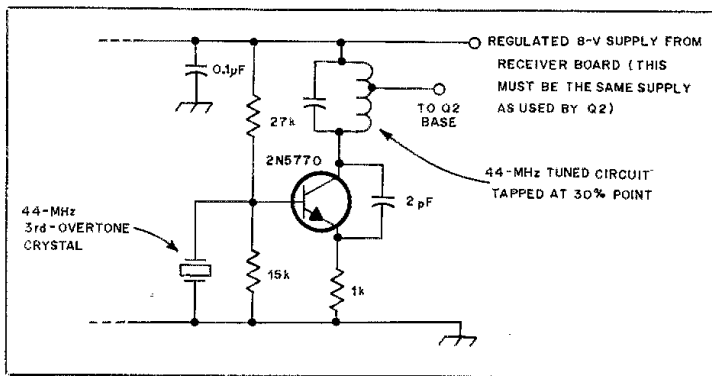 REGULATED 8-V SUPPLY FROM
RECEIVER BOARD (THIS
MUST BE THE SAME SUPPLY
AS USED BY Q2)
0.1µF
27k
TO Q2
BASE
2N5770
44-MHz TUNED CIRCUIT
TAPPED AT 30% POINT
2pF
44-MHz
3rd-OVERTONE
CRYSTAL
15k
1k